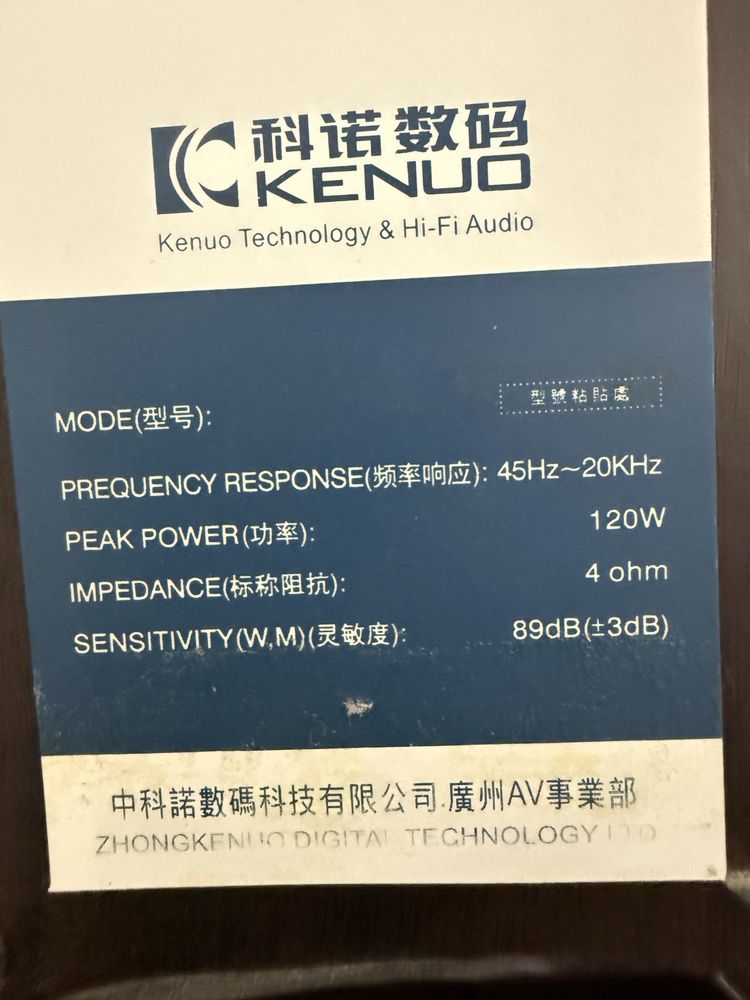 科诺数码
KENUO
Kenuo Technology & Hi-Fi Audio
MODE(型号): 型號粘貼處
PREQUENCY RESPONSE(频率响应): 45Hz~20KHz
PEAK POWER(功率): 120W
IMPEDANCE(标称阻抗): 4 ohm
SENSITIVITY(W,M)(灵敏度): 89dB(±3dB)
中科諾數碼科技有限公司.廣州AV事業部
ZHONGKENUO DIGITAL TECHNOLOGY LTD